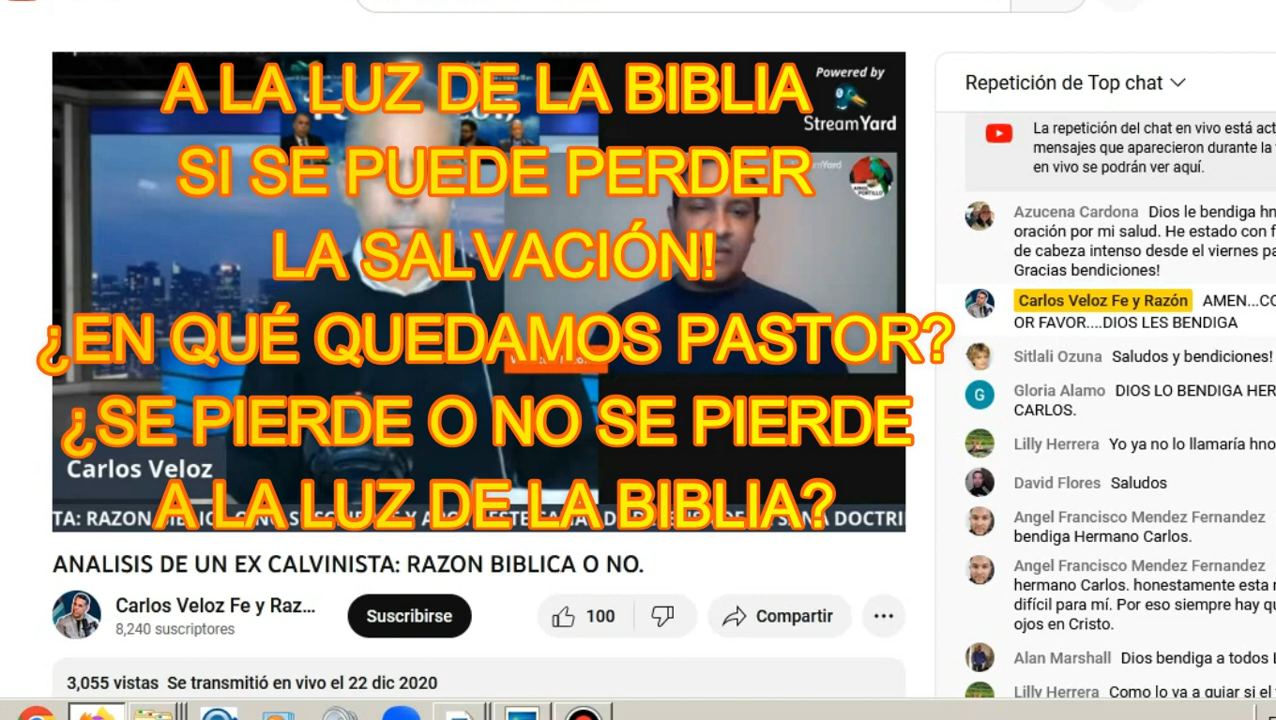 A LA LUZ DE LA BIBLIA
SI SE PUEDE PERDER
LA SALVACIÓN!
¿EN QUÉ QUEDAMOS PASTOR?
¿SE PIERDE O NO SE PIERDE
A LA LUZ DE LA BIBLIA?
Powered by
StreamYard
Carlos Veloz
ANALISIS DE UN EX CALVINISTA: RAZON BIBLICA O NO.
Carlos Veloz Fe y Raz...
8,240 suscriptores
Suscribirse
100
Compartir
3,055 vistas Se transmitió en vivo el 22 dic 2020
Repetición de Top chat
La repetición del chat en vivo está act
mensajes que aparecieron durante la
en vivo se podrán ver aquí.
Azucena Cardona Dios le bendiga hn
oración por mi salud. He estado con f
de cabeza intenso desde el viernes pa
Gracias bendiciones!
Carlos Veloz Fe y Razón AMEN...CO
OR FAVOR....DIOS LES BENDIGA
Sitlali Ozuna Saludos y bendiciones!
G
Gloria Alamo DIOS LO BENDIGA HER
CARLOS.
Lilly Herrera Yo ya no lo llamaría hno
David Flores Saludos
Angel Francisco Mendez Fernandez
bendiga Hermano Carlos.
Angel Francisco Mendez Fernandez
hermano Carlos. honestamente esta n
difícil para mí. Por eso siempre hay qu
ojos en Cristo.
Alan Marshall Dios bendiga a todos L
Lilly Herrera Como lo va a guiar si el